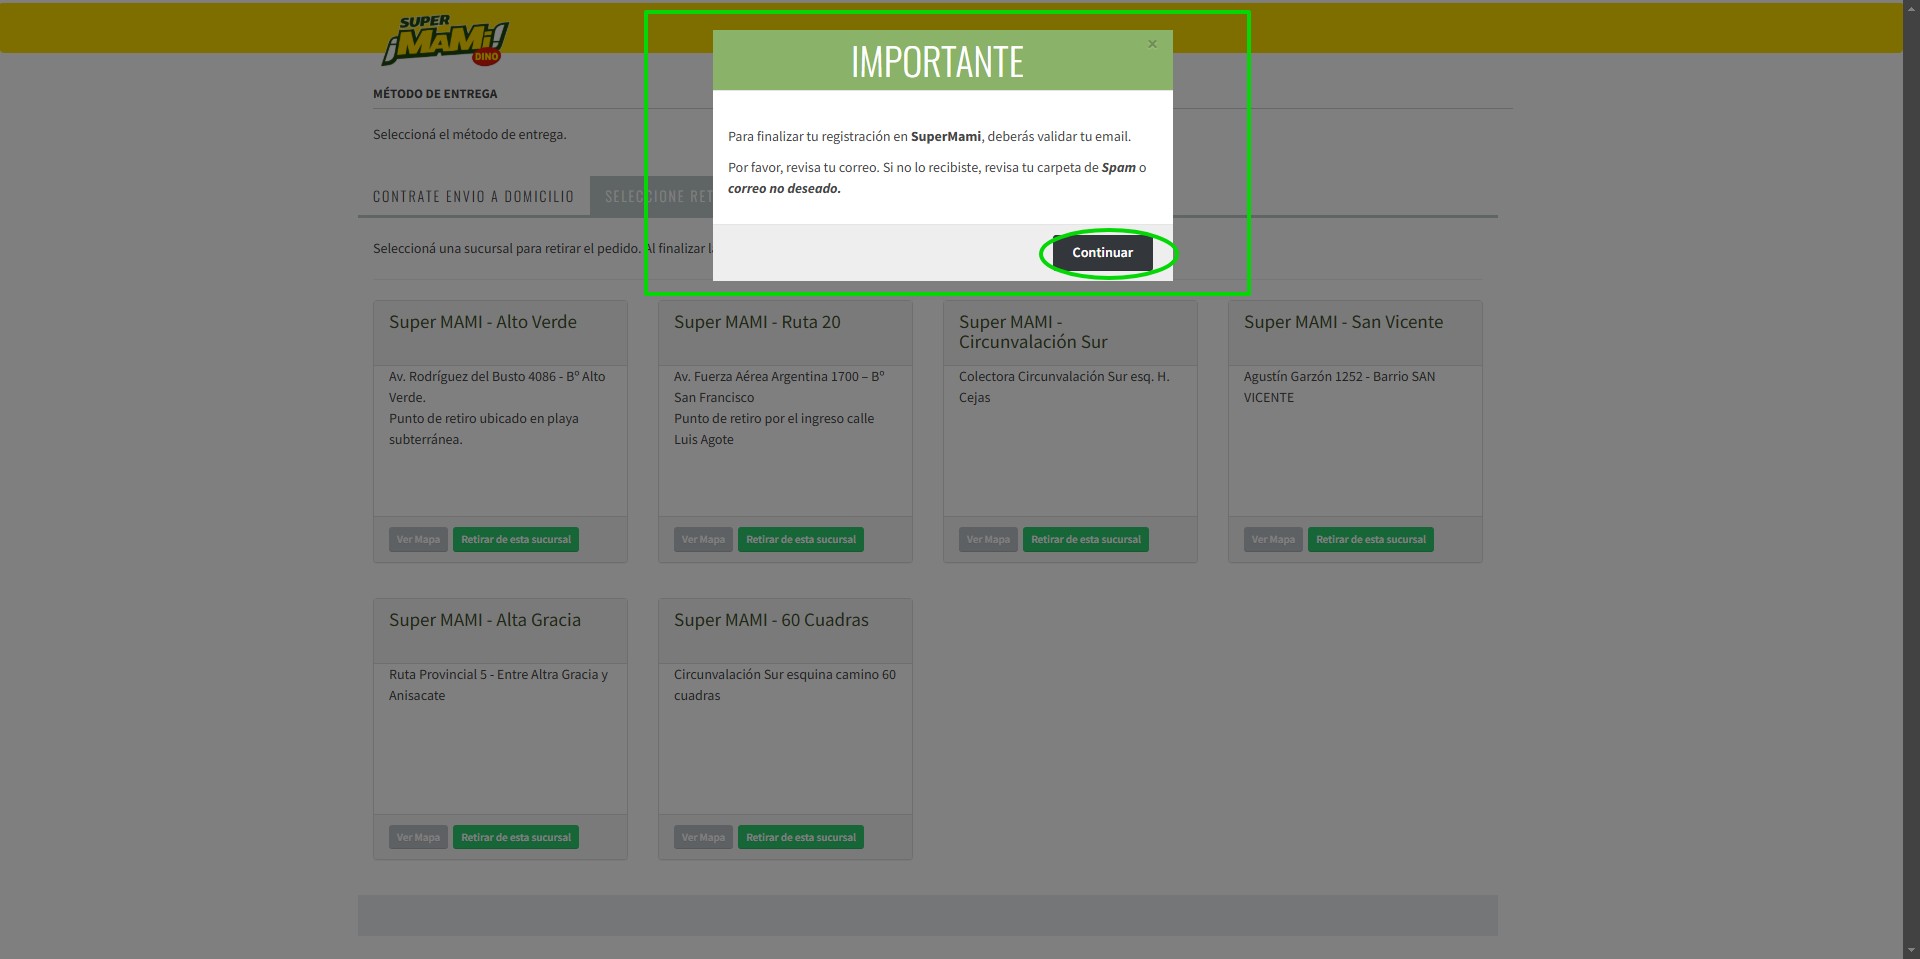 SUPER
¡MAMi!
DINO
IMPORTANTE
×
Para finalizar tu registración en SuperMami, deberás validar tu email.
Por favor, revisa tu correo. Si no lo recibiste, revisa tu carpeta de Spam o
correo no deseado.
Continuar
MÉTODO DE ENTREGA
Seleccioná el método de entrega.
CONTRATE ENVIO A DOMICILIO
SELECCIONE RET
Seleccioná una sucursal para retirar el pedido. Al finalizar l
Super MAMI - Alto Verde
Av. Rodríguez del Busto 4086 - Bº Alto
Verde.
Punto de retiro ubicado en playa
subterránea.
Ver Mapa
Retirar de esta sucursal
Super MAMI - Ruta 20
Av. Fuerza Aérea Argentina 1700 – Bº
San Francisco
Punto de retiro por el ingreso calle
Luis Agote
Ver Mapa
Retirar de esta sucursal
Super MAMI -
Circunvalación Sur
Colectora Circunvalación Sur esq. H.
Cejas
Ver Mapa
Retirar de esta sucursal
Super MAMI - San Vicente
Agustín Garzón 1252 - Barrio SAN
VICENTE
Ver Mapa
Retirar de esta sucursal
Super MAMI - Alta Gracia
Ruta Provincial 5 - Entre Altra Gracia y
Anisacate
Ver Mapa
Retirar de esta sucursal
Super MAMI - 60 Cuadras
Circunvalación Sur esquina camino 60
cuadras
Ver Mapa
Retirar de esta sucursal